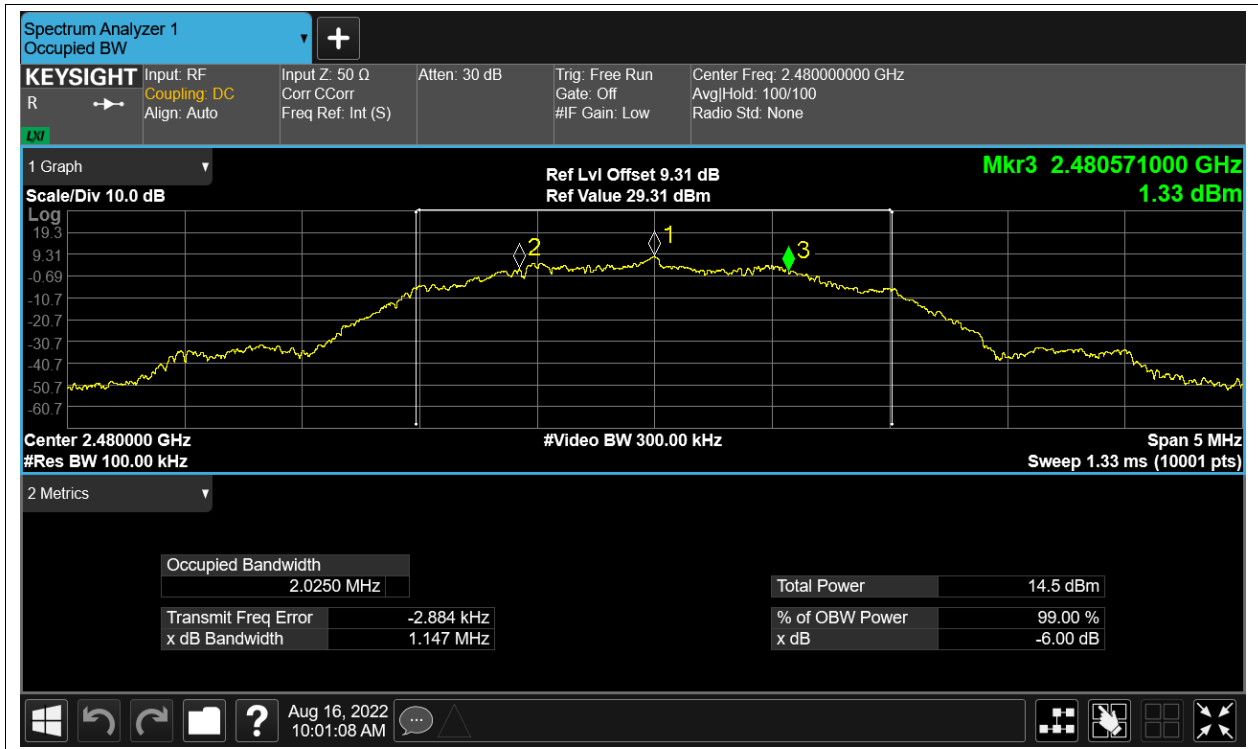 Spectrum Analyzer 1
Occupied BW
KEYSIGHT
R
LXI
Input: RF
Coupling: DC
Align: Auto
Input Z: 50 Ω
Corr CCorr
Freq Ref: Int (S)
Atten: 30 dB
Trig: Free Run
Gate: Off
#IF Gain: Low
Center Freq: 2.480000000 GHz
Avg|Hold: 100/100
Radio Std: None
1 Graph
Scale/Div 10.0 dB
Ref Lvl Offset 9.31 dB
Ref Value 29.31 dBm
Mkr3 2.480571000 GHz
1.33 dBm
Log
19.3
9.31
-0.69
-10.7
-20.7
-30.7
-40.7
-50.7
-60.7
2
1
3
Center 2.480000 GHz
#Res BW 100.00 kHz
#Video BW 300.00 kHz
Span 5 MHz
Sweep 1.33 ms (10001 pts)
2 Metrics
Occupied Bandwidth
2.0250 MHz
Transmit Freq Error -2.884 kHz
x dB Bandwidth 1.147 MHz
Total Power 14.5 dBm
% of OBW Power 99.00 %
x dB -6.00 dB
?
Aug 16, 2022
10:01:08 AM